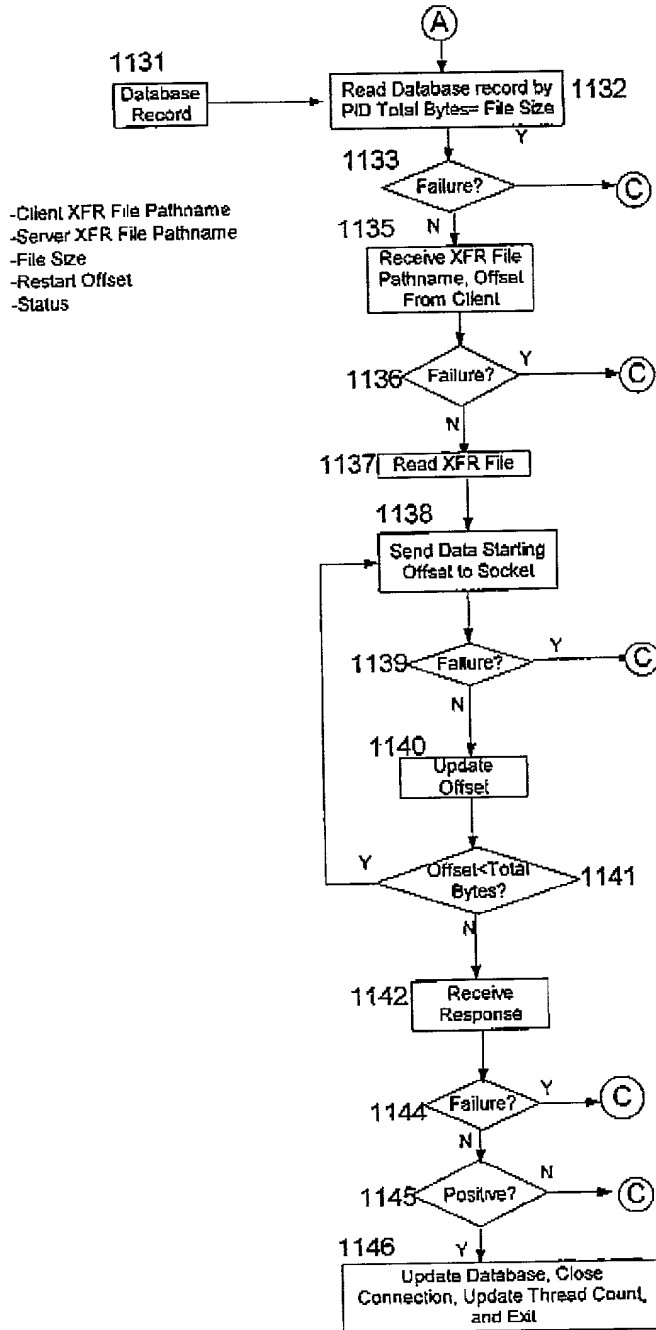 A
1131
Database
Record
Read Database record by
PID Total Bytes= File Size
1132
Y
1133
Failure?
C
-Client XFR File Pathname
-Server XFR File Pathname
-File Size
-Restart Offset
-Status
N
1135
Receive XFR File
Pathname, Offset
From Client
1136
Failure?
Y
C
N
1137
Read XFR File
1138
Send Data Starting
Offset to Socket
1139
Failure?
Y
C
N
1140
Update
Offset
Y
Offset<Total
Bytes?
1141
N
1142
Receive
Response
1144
Failure?
Y
C
N
1145
Positive?
N
C
Y
1146
Update Database, Close
Connection, Update Thread Count,
and Exit